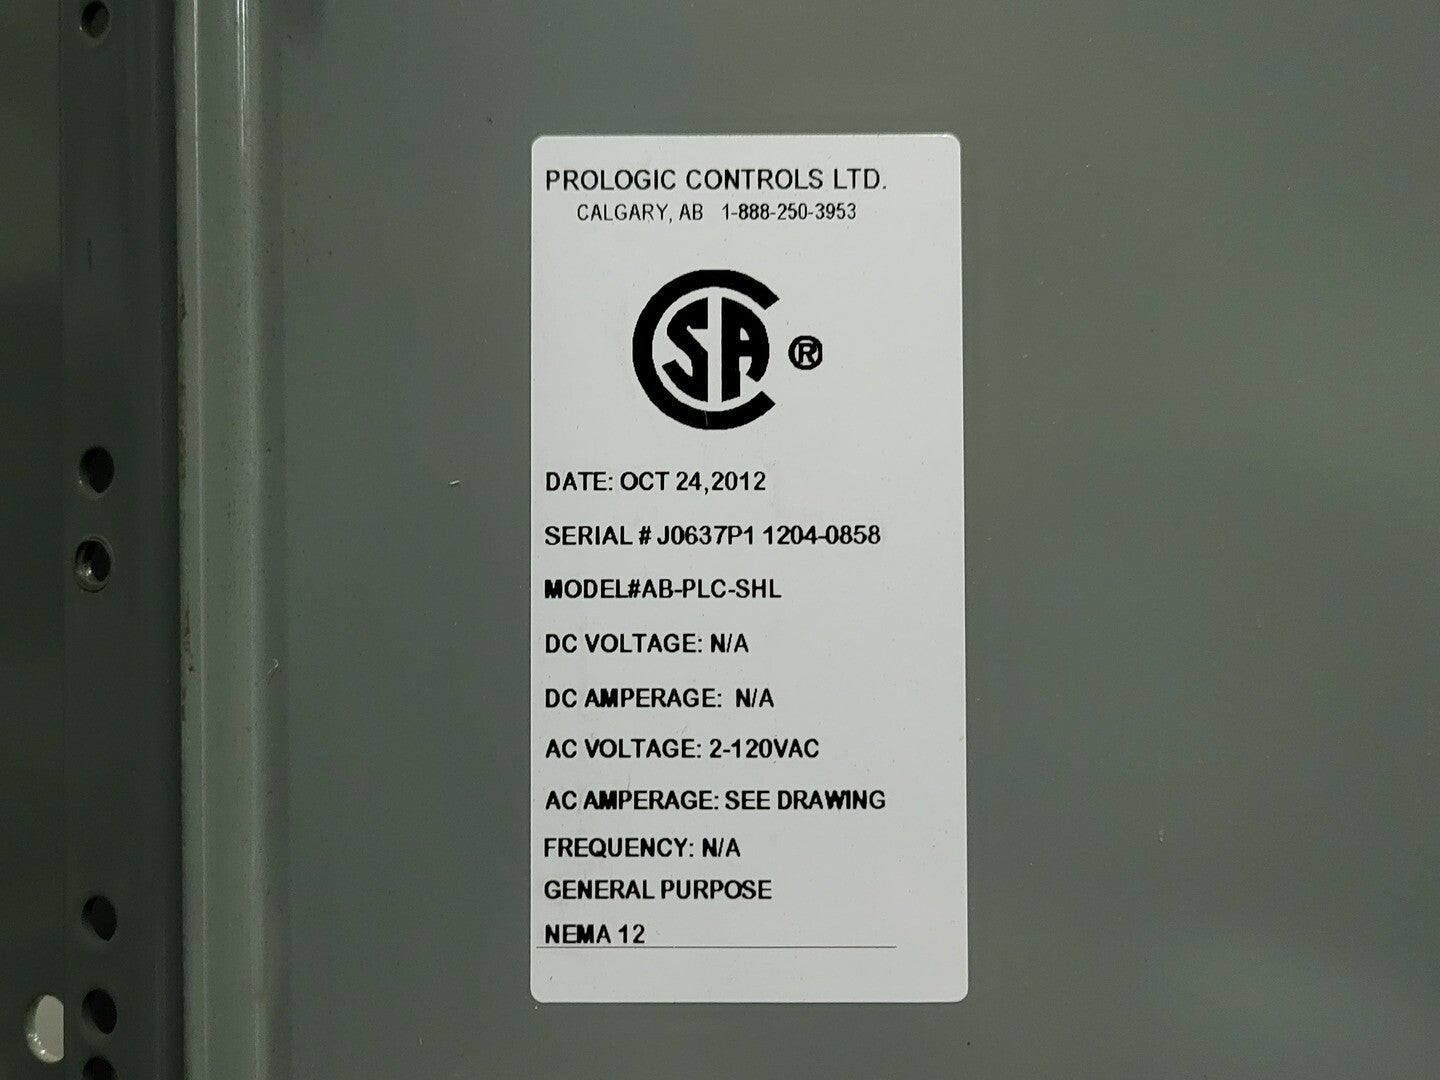 PROLOGIC CONTROLS LTD.
CALGARY, AB 1-888-250-3953
CSA ®
DATE: OCT 24,2012
SERIAL # J0637P1 1204-0858
MODEL#AB-PLC-SHL
DC VOLTAGE: N/A
DC AMPERAGE: N/A
AC VOLTAGE: 2-120VAC
AC AMPERAGE: SEE DRAWING
FREQUENCY: N/A
GENERAL PURPOSE
NEMA 12